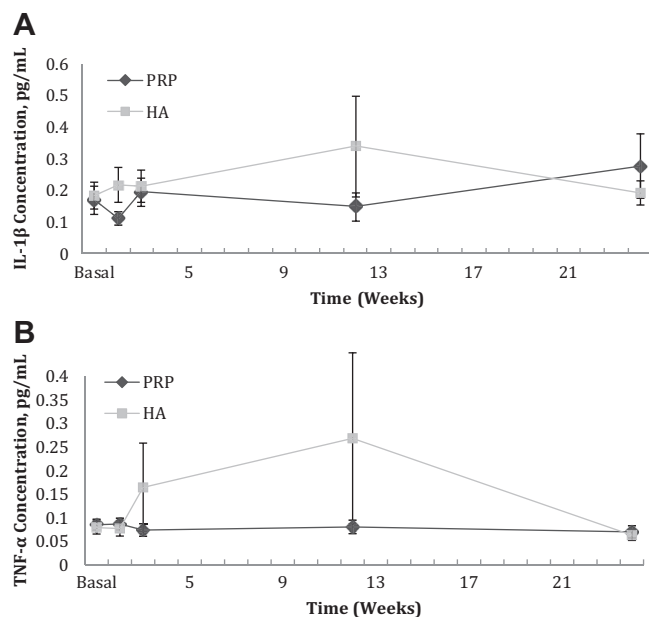 A
IL-1β Concentration, pg/mL
0.6
0.5
0.4
0.3
0.2
0.1
0
PRP
HA
Basal 5 9 13 17 21
Time (Weeks)
B
TNF-α Concentration, pg/mL
0.4
0.35
0.3
0.25
0.2
0.15
0.1
0.05
0
PRP
HA
Basal 5 9 13 17 21
Time (Weeks)